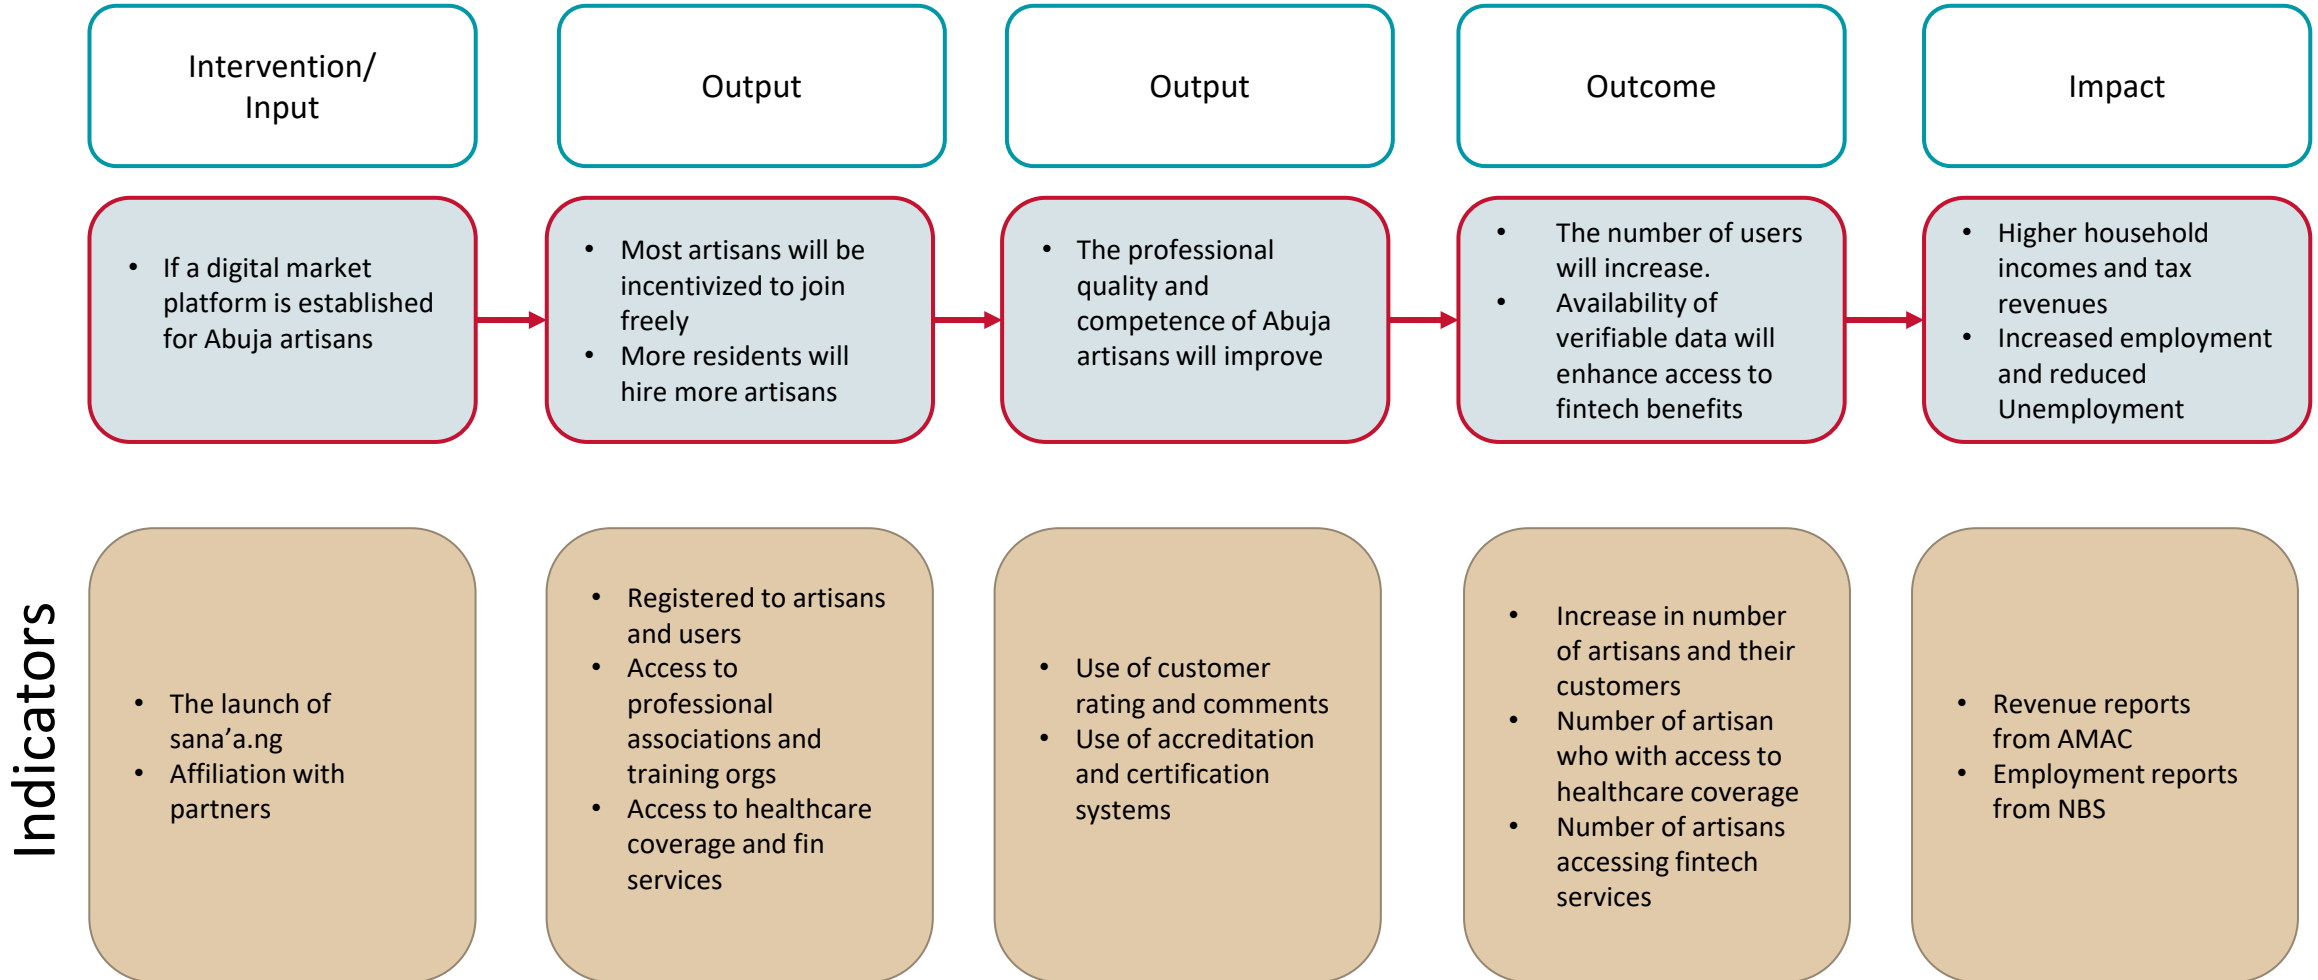 Intervention/
Input
Output
Output
Outcome
Impact
• If a digital market
platform is established
for Abuja artisans
• Most artisans will be
incentivized to join
freely
• More residents will
hire more artisans
• The professional
quality and
competence of Abuja
artisans will improve
• The number of users
will increase.
• Availability of
verifiable data will
enhance access to
fintech benefits
• Higher household
incomes and tax
revenues
• Increased employment
and reduced
Unemployment
Indicators
• The launch of
sana’a.ng
• Affiliation with
partners
• Registered to artisans
and users
• Access to
professional
associations and
training orgs
• Access to healthcare
coverage and fin
services
• Use of customer
rating and comments
• Use of accreditation
and certification
systems
• Increase in number
of artisans and their
customers
• Number of artisan
who with access to
healthcare coverage
• Number of artisans
accessing fintech
services
• Revenue reports
from AMAC
• Employment reports
from NBS